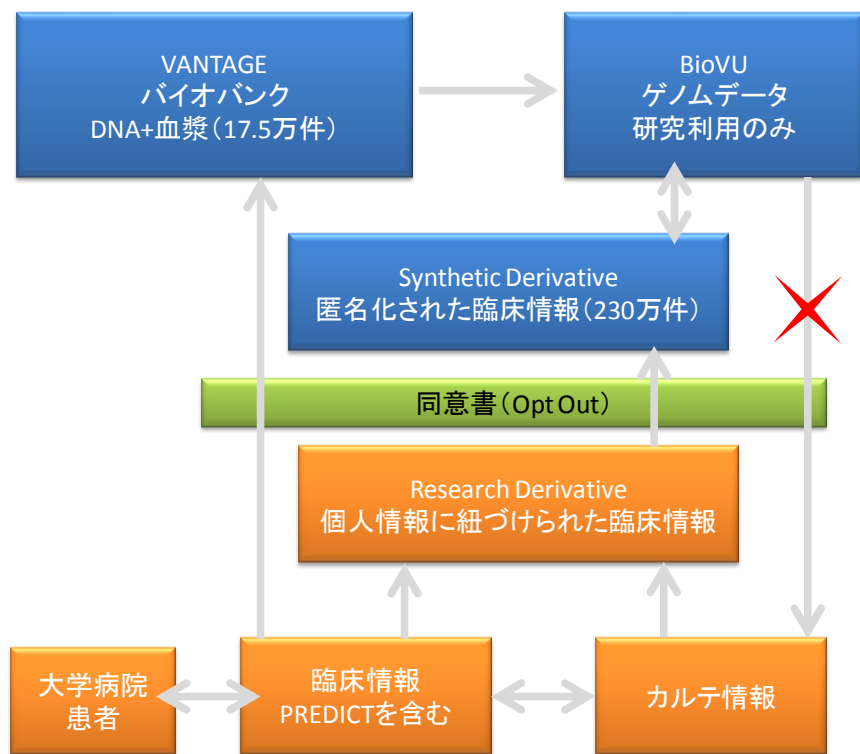 VANTAGE
バイオバンク
DNA+血漿（17.5万件）
BioVU
ゲノムデータ
研究利用のみ
Synthetic Derivative
匿名化された臨床情報（230万件）
同意書（Opt Out）
Research Derivative
個人情報に紐づけられた臨床情報
大学病院
患者
臨床情報
PREDICTを含む
カルテ情報